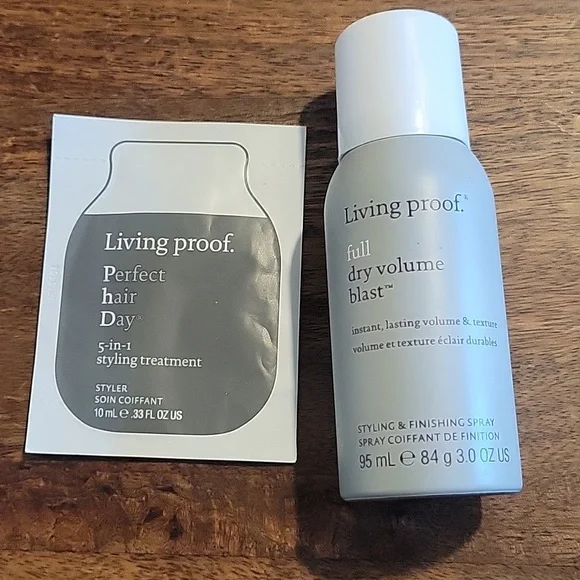 Living proof.
Perfect
hair
Day
5-in-1
styling treatment
STYLER
SOIN COIFFANT
10 mL e .33 FL OZ US
Living proof.
full
dry volume
blast™
instant, lasting volume & texture
volume et texture éclair durables
STYLING & FINISHING SPRAY
SPRAY COIFFANT DE FINITION
95 mL e 84 g 3.0 OZ US